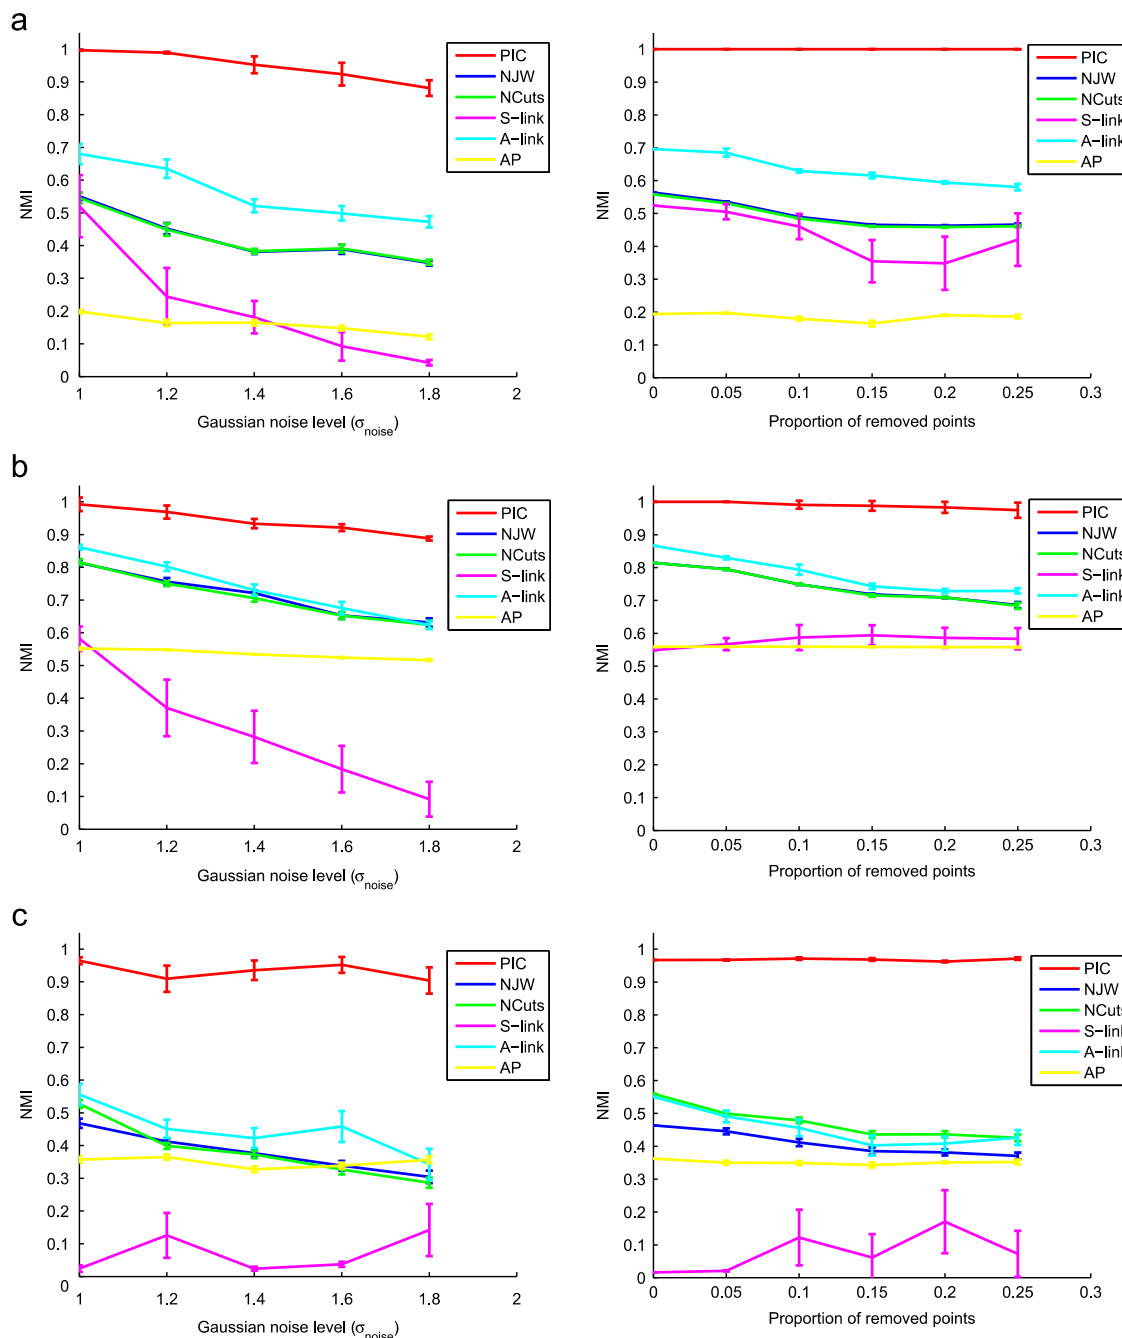 a
1
0.9
0.8
0.7
0.6
0.5
0.4
0.3
0.2
0.1
0
NMI
1
1.2
1.4
1.6
1.8
2
Gaussian noise level (σnoise)
PIC
NJW
NCuts
S-link
A-link
AP
1
0.9
0.8
0.7
0.6
0.5
0.4
0.3
0.2
0.1
0
NMI
0
0.05
0.1
0.15
0.2
0.25
0.3
Proportion of removed points
PIC
NJW
NCuts
S-link
A-link
AP
b
1
0.9
0.8
0.7
0.6
0.5
0.4
0.3
0.2
0.1
0
NMI
1
1.2
1.4
1.6
1.8
2
Gaussian noise level (σnoise)
PIC
NJW
NCuts
S-link
A-link
AP
1
0.9
0.8
0.7
0.6
0.5
0.4
0.3
0.2
0.1
0
NMI
0
0.05
0.1
0.15
0.2
0.25
0.3
Proportion of removed points
PIC
NJW
NCuts
S-link
A-link
AP
c
1
0.9
0.8
0.7
0.6
0.5
0.4
0.3
0.2
0.1
0
NMI
1
1.2
1.4
1.6
1.8
2
Gaussian noise level (σnoise)
PIC
NJW
NCuts
S-link
A-link
AP
1
0.9
0.8
0.7
0.6
0.5
0.4
0.3
0.2
0.1
0
NMI
0
0.05
0.1
0.15
0.2
0.25
0.3
Proportion of removed points
PIC
NJW
NCuts
S-link
A-link
AP